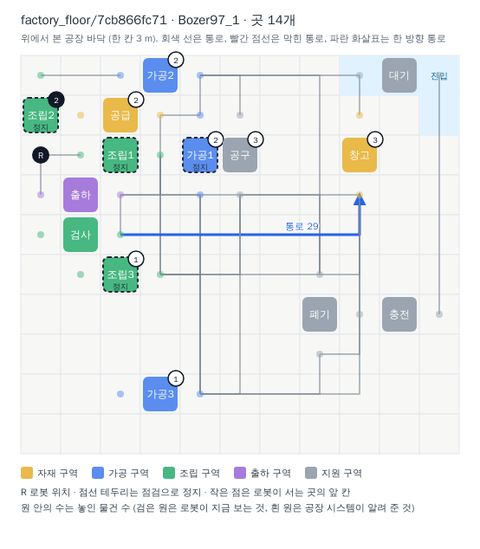 factory_floor/7cb866fc71 · Bozer97_1 · 곳 14개
위에서 본 공장 바닥 (한 칸 3 m). 회색 선은 통로, 빨간 점선은 막힌 통로, 파란 화살표는 한 방향 통로
가공2 2
대기
진입
조립2 2
정지
공급 2
R
조립1
정지
가공1 2
정지
공구 3
창고 3
출하
검사
통로 29
조립3 1
정지
폐기
충전
가공3 1
자재 구역 가공 구역 조립 구역 출하 구역 지원 구역
R 로봇 위치 · 점선 테두리는 점검으로 정지 · 작은 점은 로봇이 서는 곳의 앞 칸
원 안의 수는 놓인 물건 수 (검은 원은 로봇이 지금 보는 것, 흰 원은 공장 시스템이 알려 준 것)